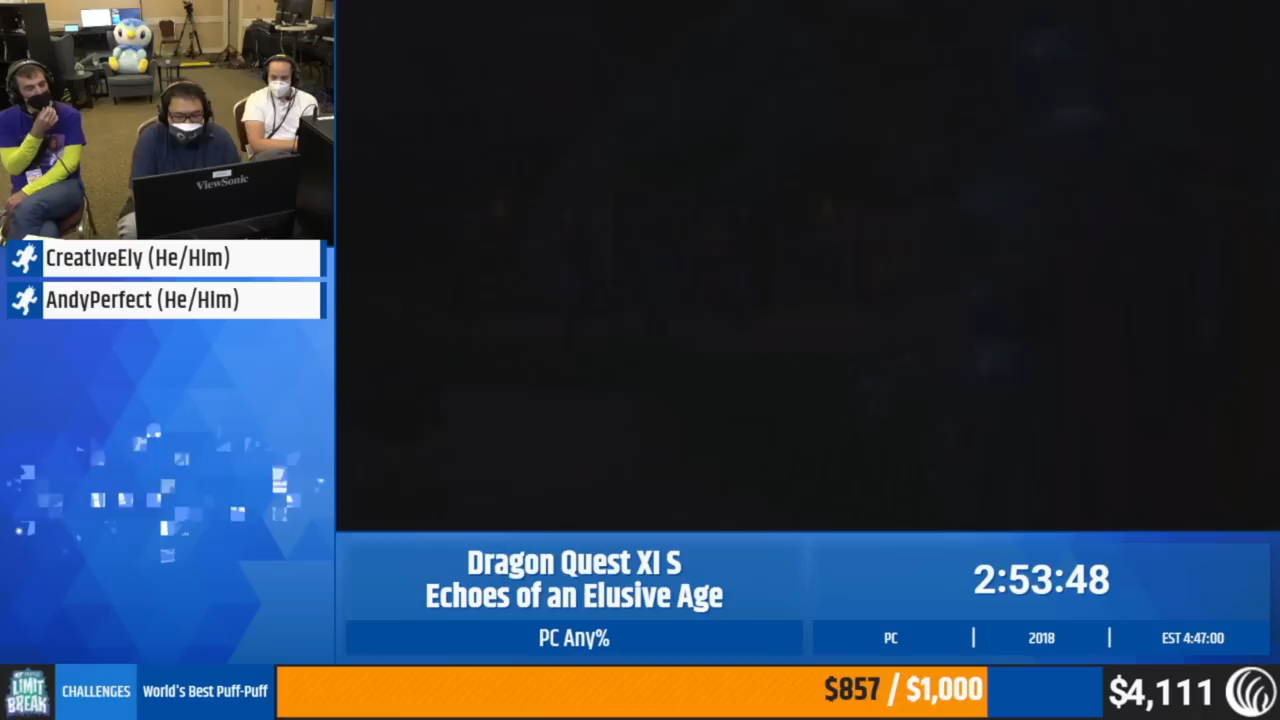 ViewSonic
CreatIveEly (He/HIm)
AndyPerfect (He/HIm)
Dragon Quest XI S
Echoes of an Elusive Age
2:53:48
PC Any%
PC | 2018 | EST 4:47:00
LIMIT BREAK
CHALLENGES World's Best Puff-Puff $857 / $1,000 $4,111